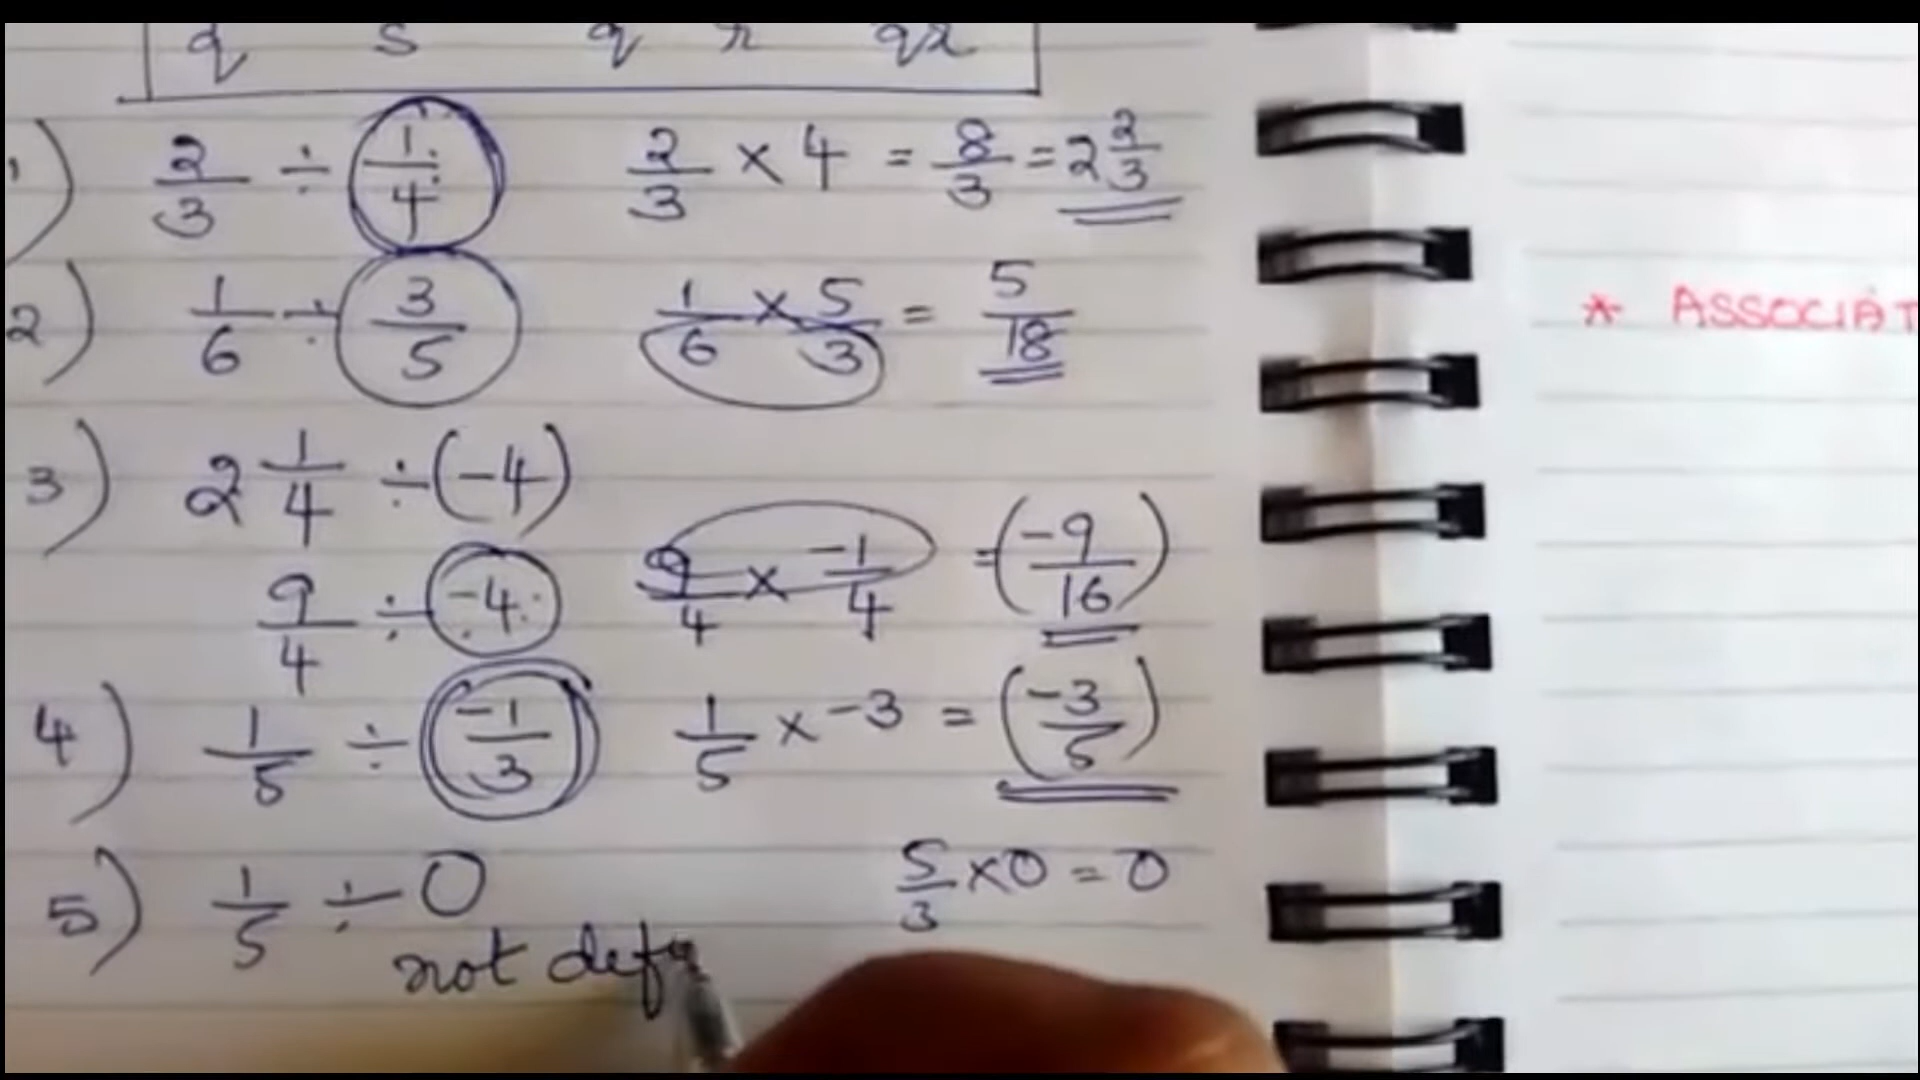 q s q r qr
1) 2/3 ÷ 1/4 2/3 × 4 = 8/3 = 2 2/3
2) 1/6 ÷ 3/5 1/6 × 5/3 = 5/18
3) 2 1/4 ÷ (-4)
9/4 ÷ -4 9/4 × -1/4 = (-9/16)
4) 1/5 ÷ -1/3 1/5 × -3 = (-3/5)
5) 1/5 ÷ 0 5/3 × 0 = 0
not def
* ASSOCIAT